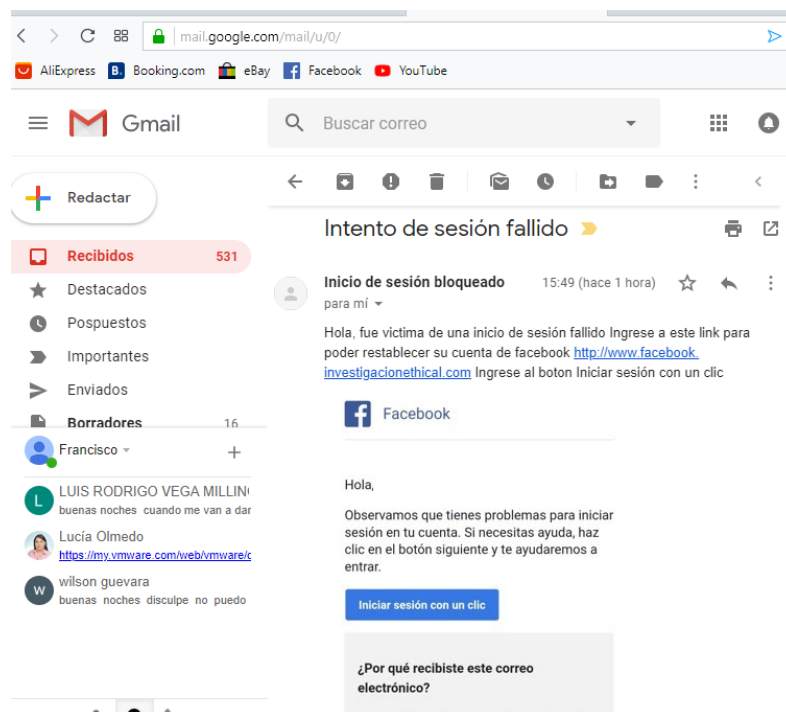 mail.google.com/mail/u/0/
AliExpress B. Booking.com eBay Facebook YouTube
Gmail
Buscar correo
Redactar
Intento de sesión fallido
Recibidos 531
Inicio de sesión bloqueado 15:49 (hace 1 hora)
para mí
Destacados
Pospuestos
Importantes
Enviados
Borradores 16
Hola, fue victima de una inicio de sesión fallido Ingrese a este link para
poder restablecer su cuenta de facebook http://www.facebook.
investigacionethical.com Ingrese al boton Iniciar sesión con un clic
Francisco
L LUIS RODRIGO VEGA MILLIN
buenas noches cuando me van a dar
Lucía Olmedo
https://my.vmware.com/web/vmware/
W wilson guevara
buenas noches disculpe no puedo
Facebook
Hola,
Observamos que tienes problemas para iniciar
sesión en tu cuenta. Si necesitas ayuda, haz
clic en el botón siguiente y te ayudaremos a
entrar.
Iniciar sesión con un clic
¿Por qué recibiste este correo
electrónico?